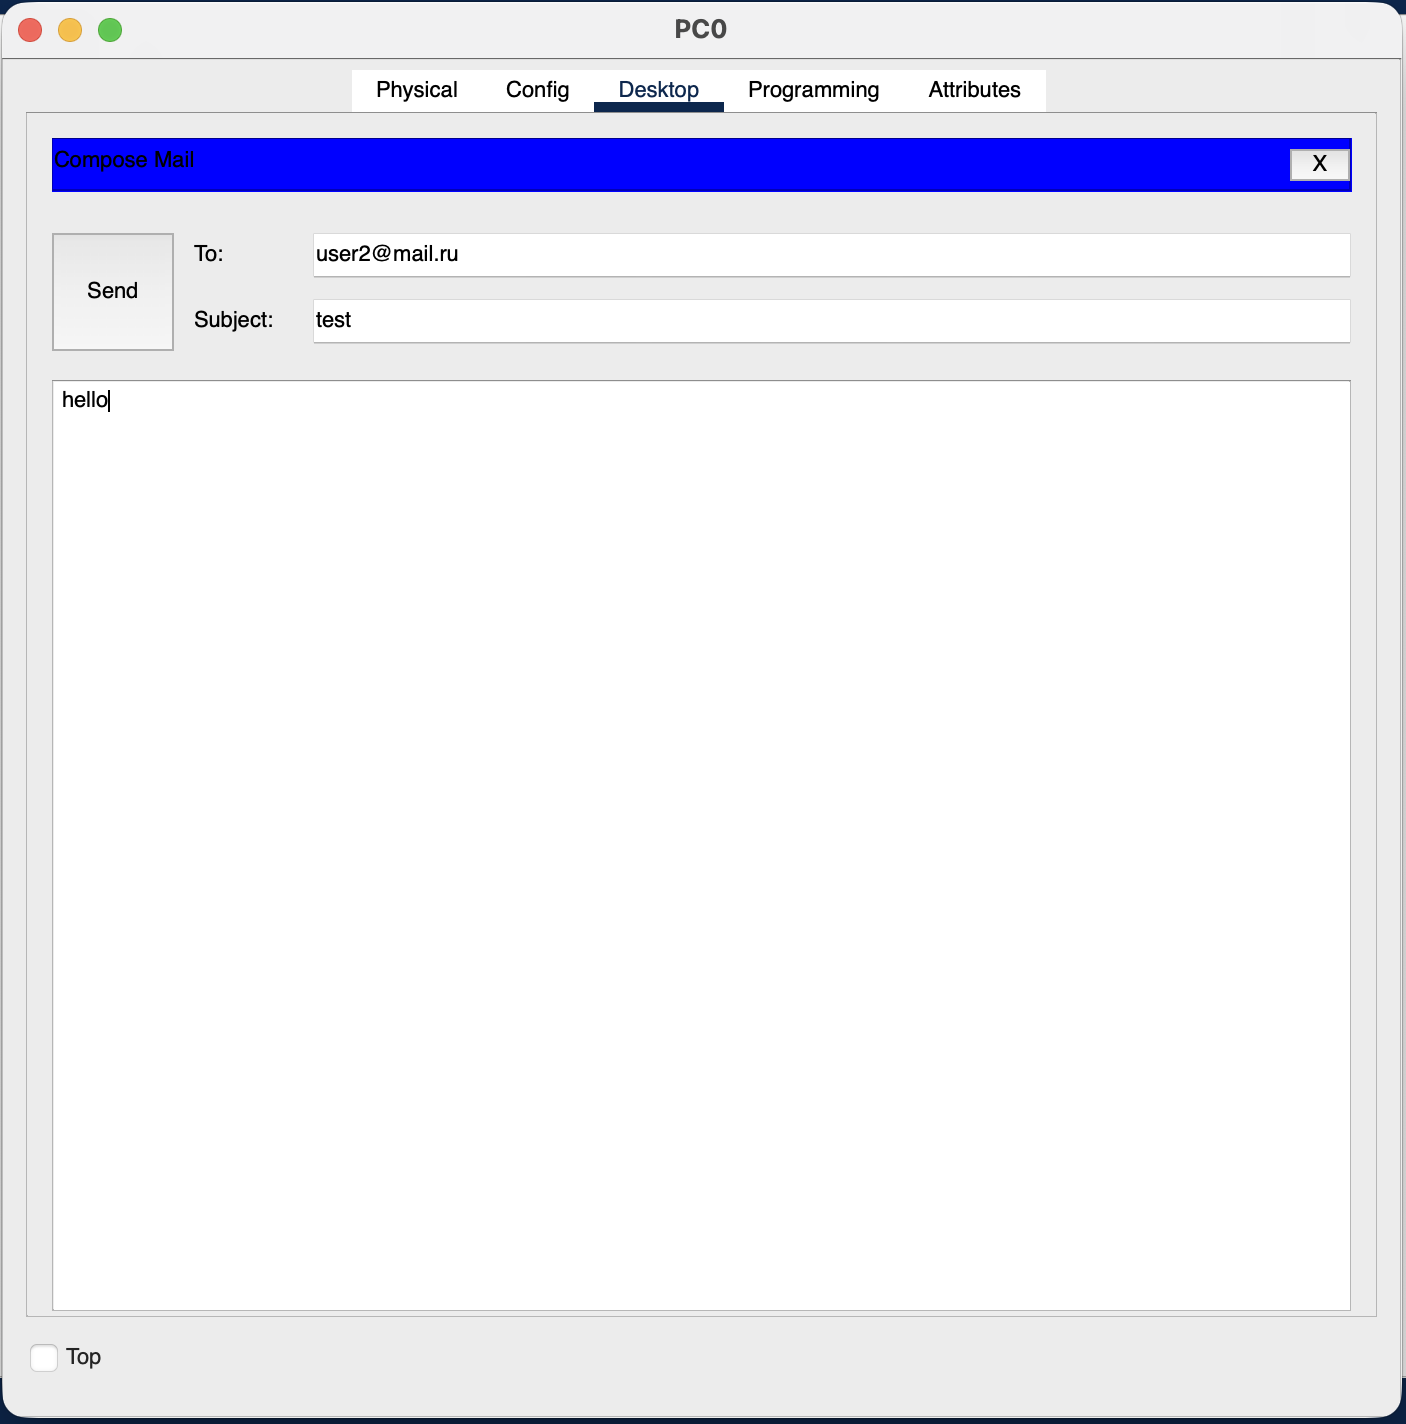 PC0
Physical Config Desktop Programming Attributes
Compose Mail
X
Send
To: user2@mail.ru
Subject: test
hello
Top